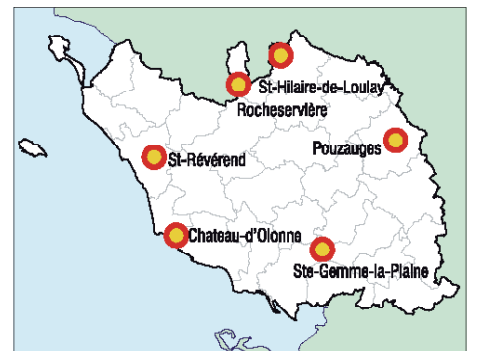 St-Hilaire-de-Loulay
Rocheservière
Pouzauges
St-Révérend
Chateau-d'Olonne
Ste-Gemme-la-Plaine